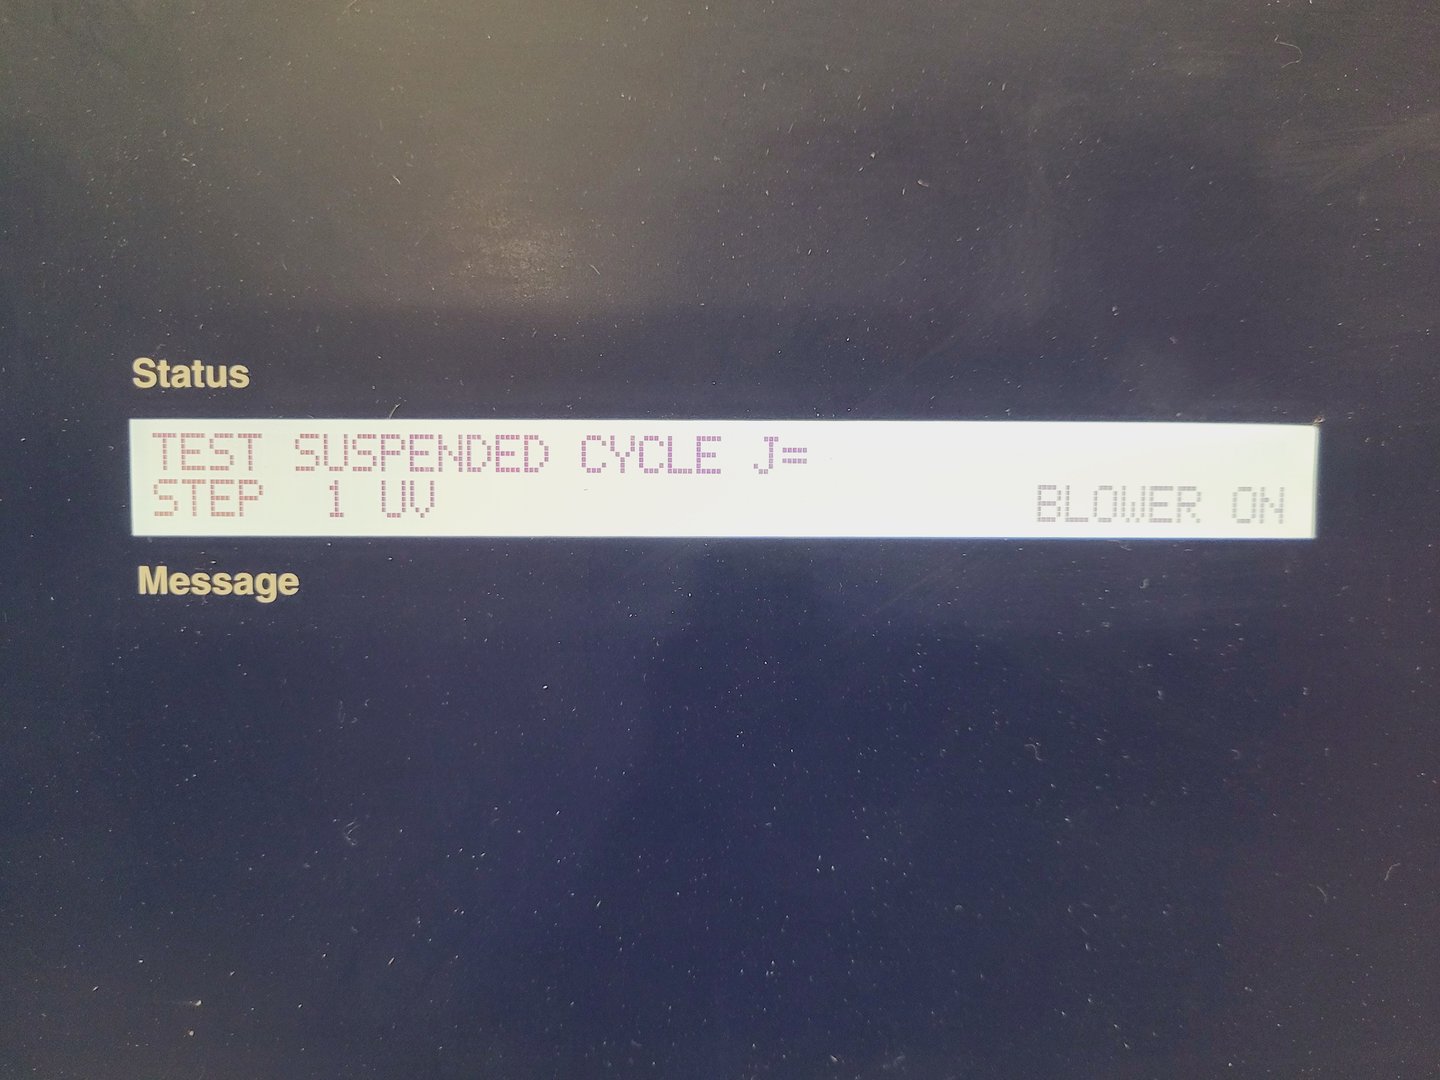 Status
TEST SUSPENDED CYCLE J=
STEP 1 UV BLOWER ON
Message